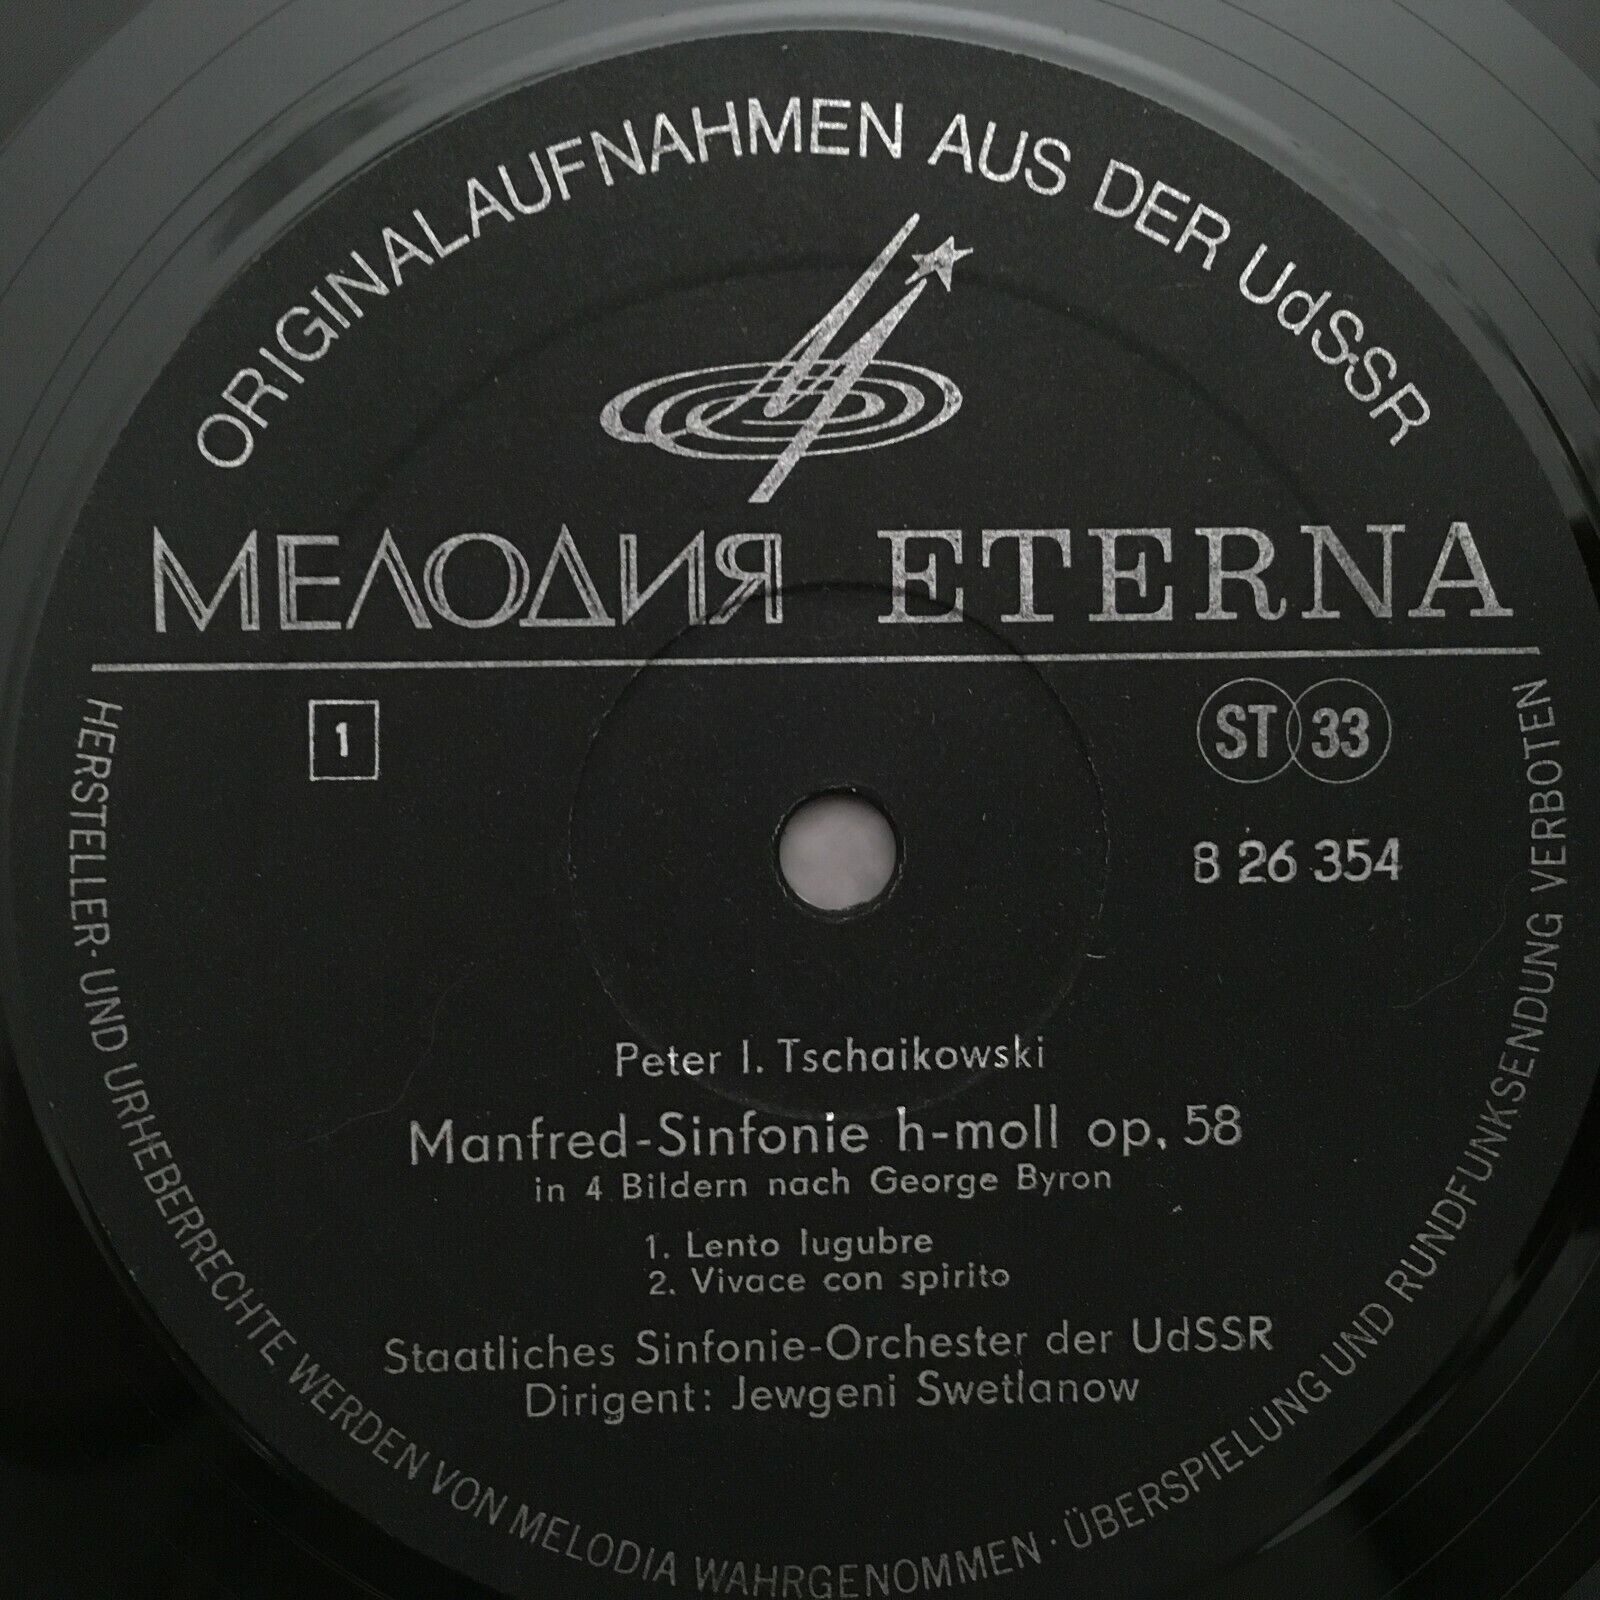 ORIGINALAUFNAHMEN AUS DER UdSSR
МЕЛОДИЯ ETERNA
1
ST 33
8 26 354
Peter I. Tschaikowski
Manfred-Sinfonie h-moll op. 58
in 4 Bildern nach George Byron
1. Lento lugubre
2. Vivace con spirito
Staatliches Sinfonie-Orchester der UdSSR
Dirigent: Jewgeni Swetlanow
HERSTELLER- UND URHEBERRECHTE WERDEN VON MELODIA WAHRGENOMMEN · ÜBERSPIELUNG UND RUNDFUNKSENDUNG VERBOTEN